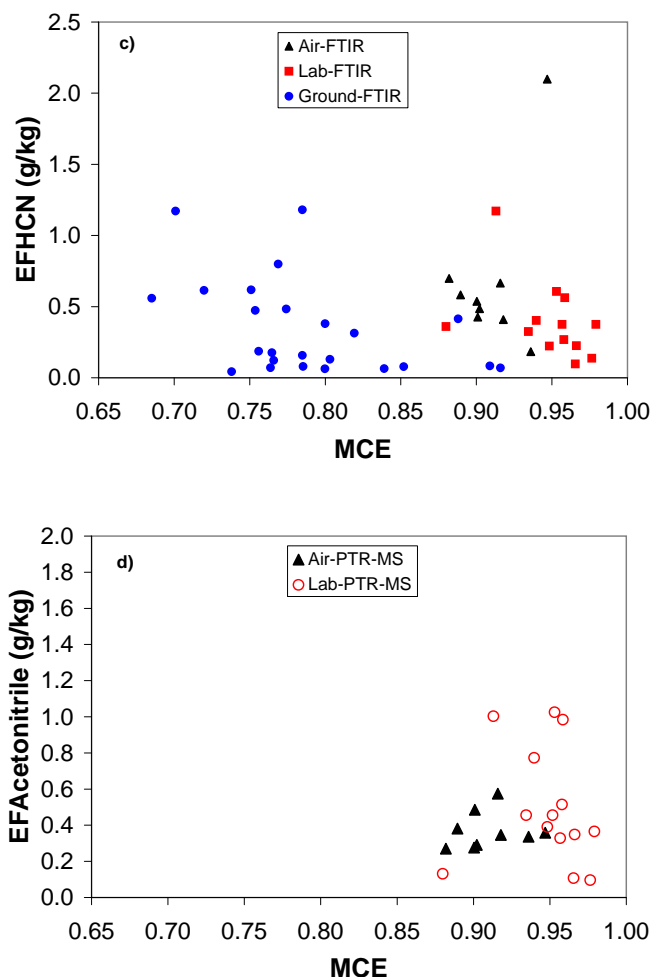 c)
Air-FTIR
Lab-FTIR
Ground-FTIR
2.5
2.0
1.5
1.0
0.5
0.0
EFHCN (g/kg)
0.65 0.70 0.75 0.80 0.85 0.90 0.95 1.00
MCE
d)
Air-PTR-MS
Lab-PTR-MS
2.0
1.8
1.6
1.4
1.2
1.0
0.8
0.6
0.4
0.2
0.0
EFAcetonitrile (g/kg)
0.65 0.70 0.75 0.80 0.85 0.90 0.95 1.00
MCE